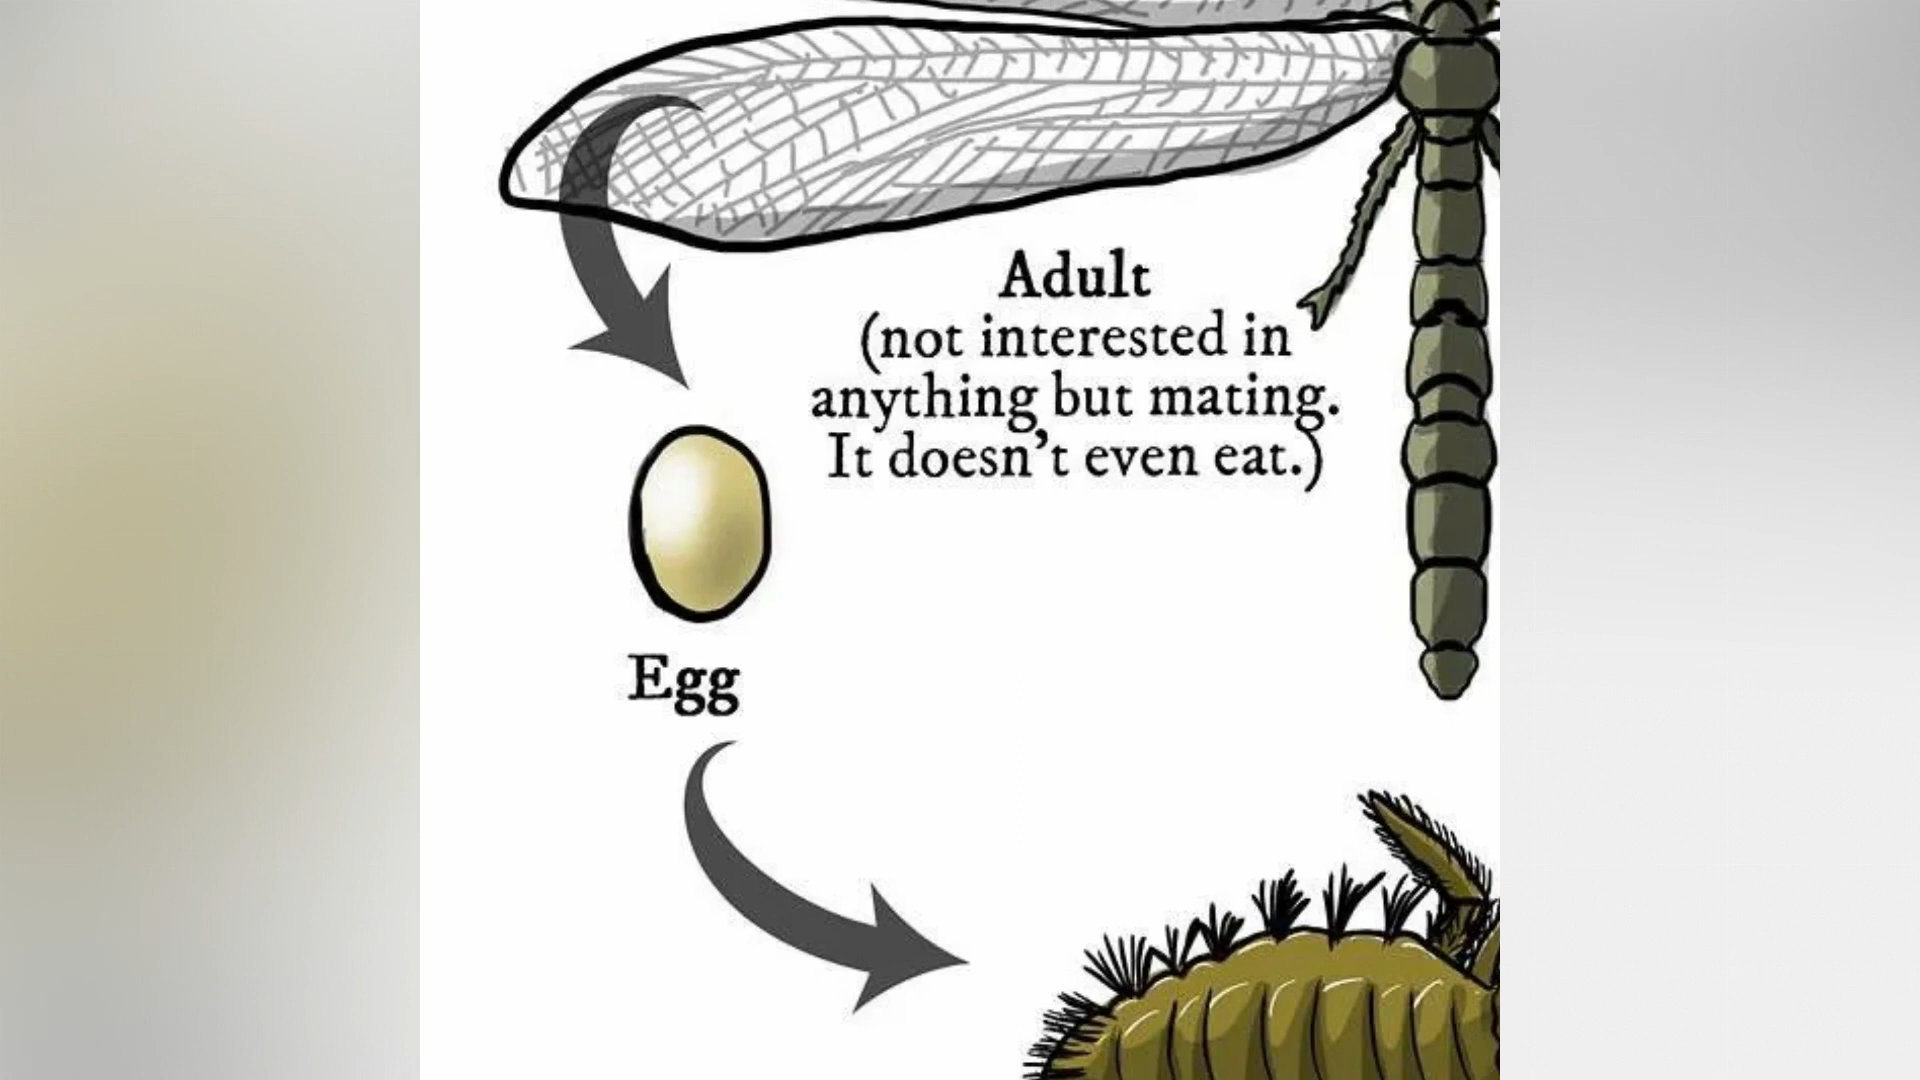 Adult
(not interested in
anything but mating.
It doesn't even eat.)
Egg